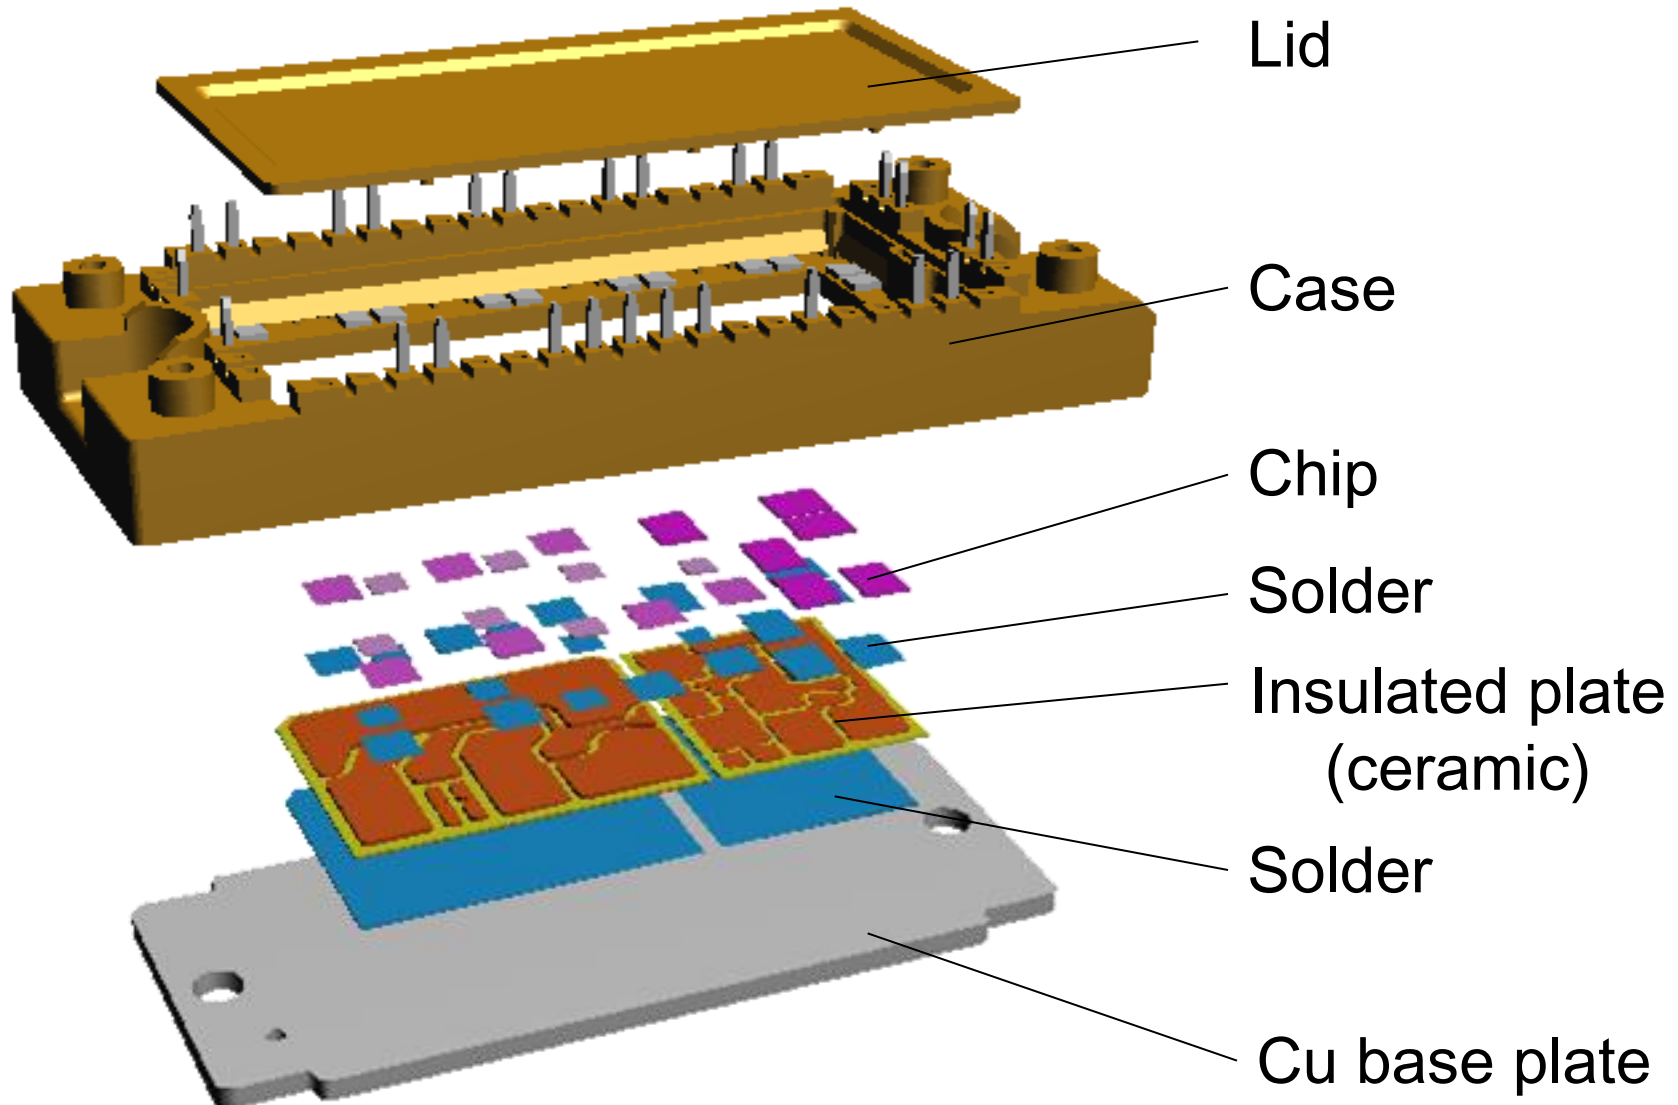 Lid
Case
Chip
Solder
Insulated plate
(ceramic)
Solder
Cu base plate